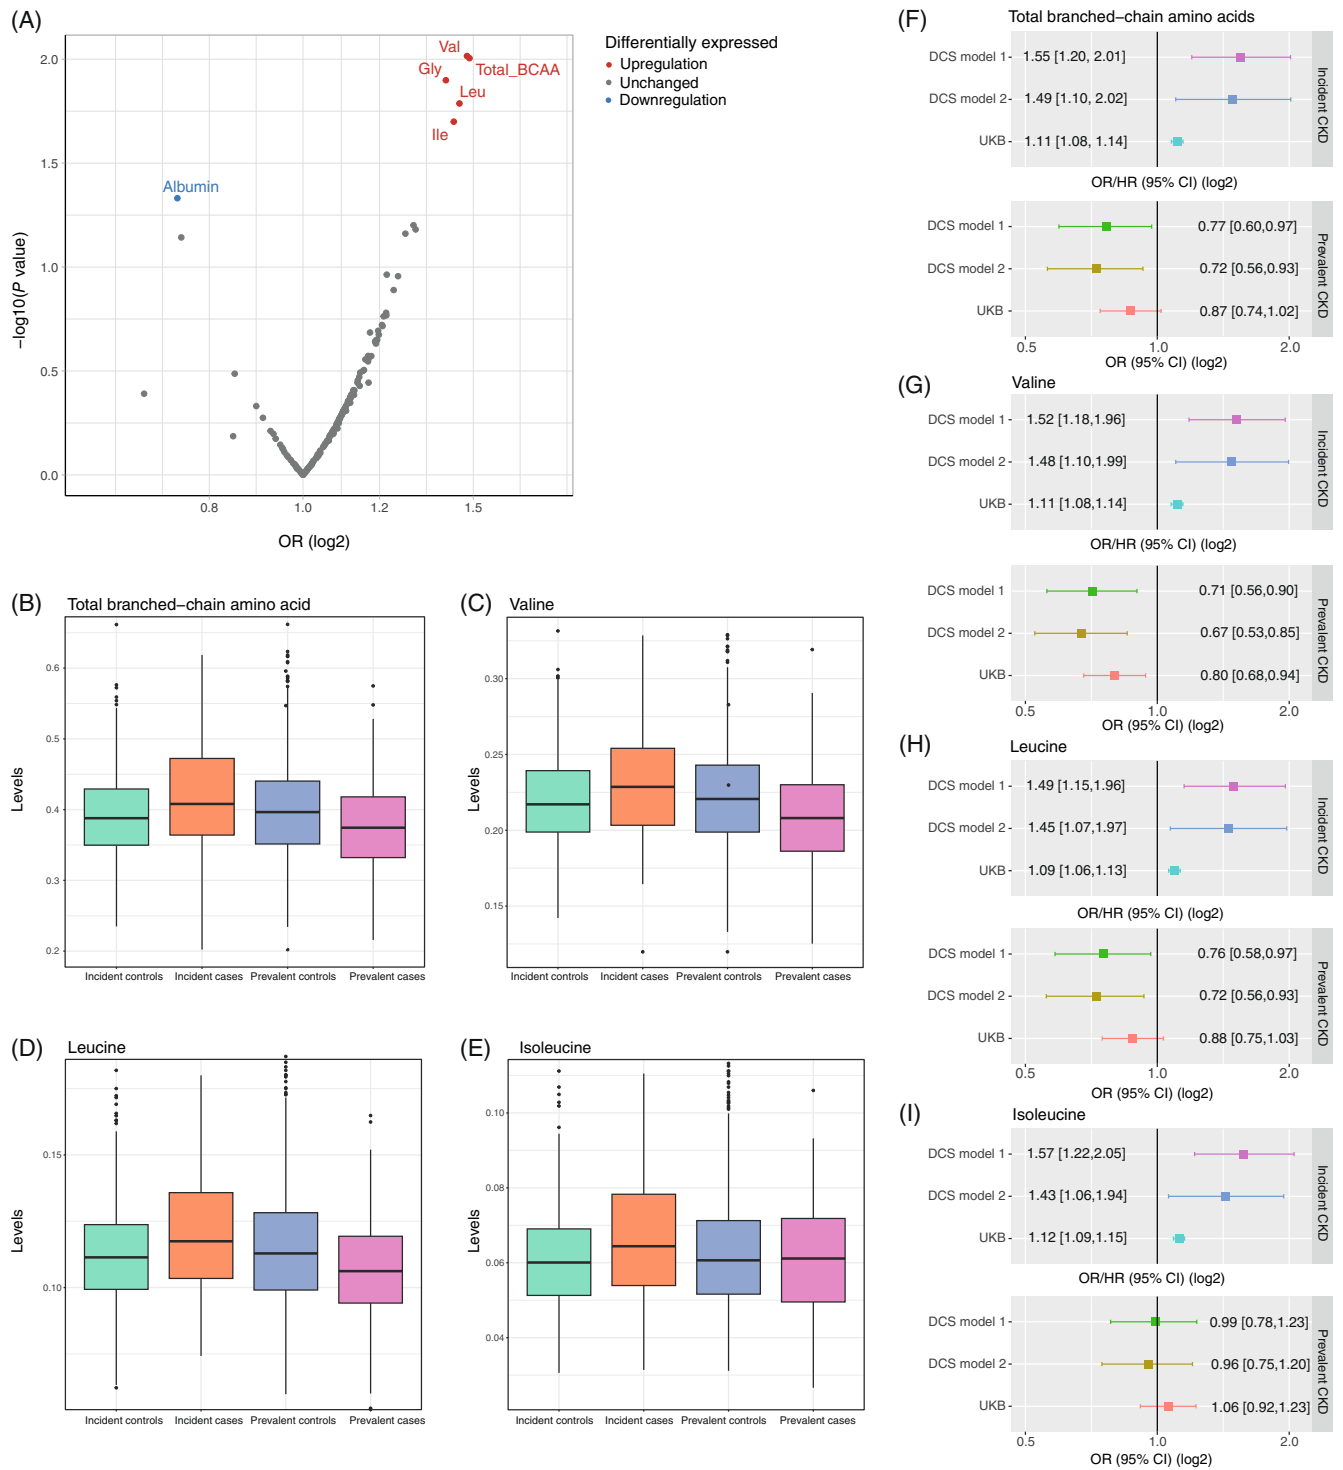 (A)
2.0
1.5
1.0
0.5
0.0
−log10(P value)
Val
Gly
Total_BCAA
Leu
Ile
Albumin
0.8
1.0
1.2
1.5
OR (log2)
Differentially expressed
Upregulation
Unchanged
Downregulation
(B)
Total branched−chain amino acid
Levels
0.6
0.5
0.4
0.3
0.2
Incident controls
Incident cases
Prevalent controls
Prevalent cases
(C)
Valine
Levels
0.30
0.25
0.20
0.15
Incident controls
Incident cases
Prevalent controls
Prevalent cases
(D)
Leucine
Levels
0.15
0.10
Incident controls
Incident cases
Prevalent controls
Prevalent cases
(E)
Isoleucine
Levels
0.10
0.08
0.06
0.04
Incident controls
Incident cases
Prevalent controls
Prevalent cases
(F)
Total branched−chain amino acids
DCS model 1
1.55 [1.20, 2.01]
DCS model 2
1.49 [1.10, 2.02]
UKB
1.11 [1.08, 1.14]
Incident CKD
OR/HR (95% CI) (log2)
DCS model 1
0.77 [0.60,0.97]
DCS model 2
0.72 [0.56,0.93]
UKB
0.87 [0.74,1.02]
Prevalent CKD
0.5
1.0
2.0
OR (95% CI) (log2)
(G)
Valine
DCS model 1
1.52 [1.18,1.96]
DCS model 2
1.48 [1.10,1.99]
UKB
1.11 [1.08,1.14]
Incident CKD
OR/HR (95% CI) (log2)
DCS model 1
0.71 [0.56,0.90]
DCS model 2
0.67 [0.53,0.85]
UKB
0.80 [0.68,0.94]
Prevalent CKD
0.5
1.0
2.0
OR (95% CI) (log2)
(H)
Leucine
DCS model 1
1.49 [1.15,1.96]
DCS model 2
1.45 [1.07,1.97]
UKB
1.09 [1.06,1.13]
Incident CKD
OR/HR (95% CI) (log2)
DCS model 1
0.76 [0.58,0.97]
DCS model 2
0.72 [0.56,0.93]
UKB
0.88 [0.75,1.03]
Prevalent CKD
0.5
1.0
2.0
OR (95% CI) (log2)
(I)
Isoleucine
DCS model 1
1.57 [1.22,2.05]
DCS model 2
1.43 [1.06,1.94]
UKB
1.12 [1.09,1.15]
Incident CKD
OR/HR (95% CI) (log2)
DCS model 1
0.99 [0.78,1.23]
DCS model 2
0.96 [0.75,1.20]
UKB
1.06 [0.92,1.23]
Prevalent CKD
0.5
1.0
2.0
OR (95% CI) (log2)